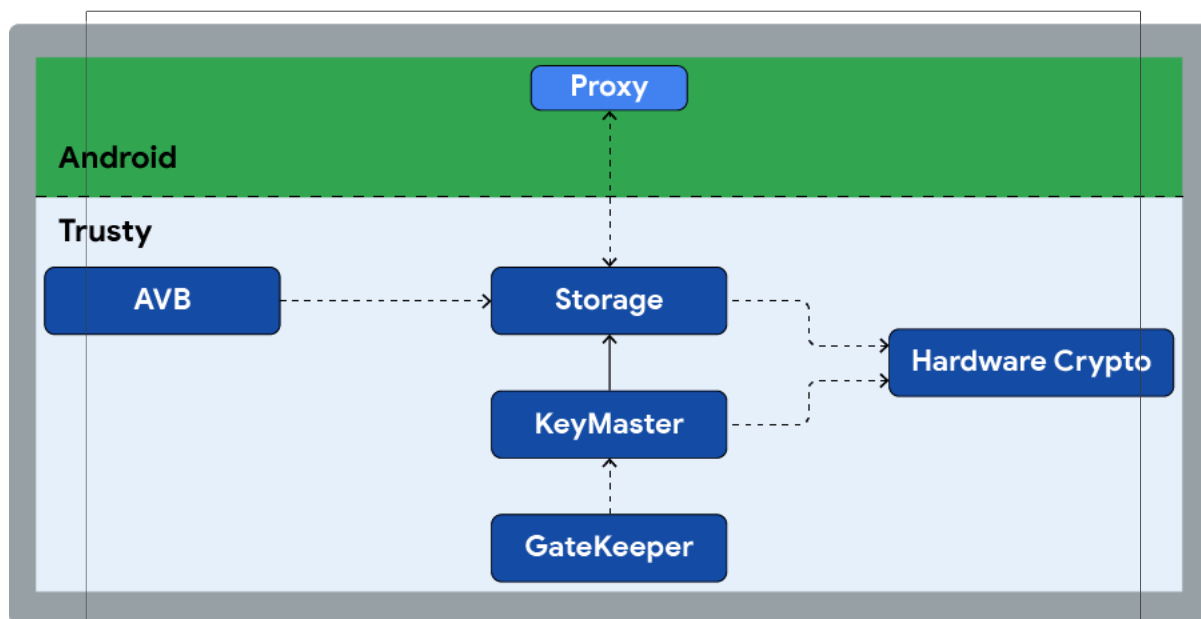 Proxy
Android
Trusty
AVB
Storage
Hardware Crypto
KeyMaster
GateKeeper